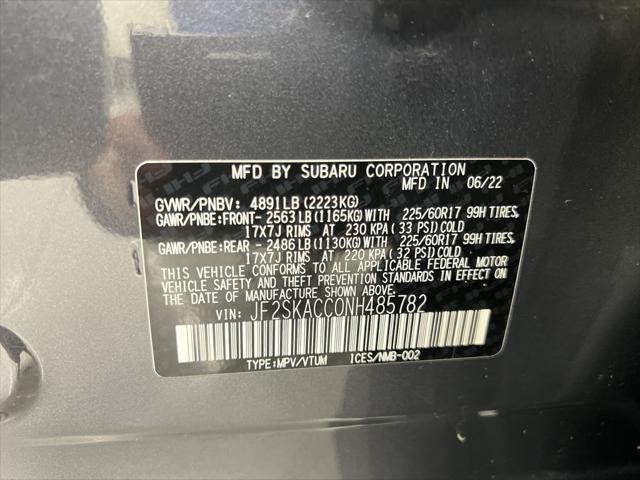 MFD BY SUBARU CORPORATION
MFD IN 06/22
GVWR/PNBV: 4891LB(2223KG)
GAWR/PNBE:FRONT- 2563LB(1165KG)WITH 225/60R17 99H TIRES,
17X7J RIMS AT 230 KPA (33 PSI)COLD
GAWR/PNBE:REAR - 2486LB(1130KG)WITH 225/60R17 99H TIRES,
17X7J RIMS AT 220 KPA (32 PSI)COLD
THIS VEHICLE CONFORMS TO ALL APPLICABLE FEDERAL MOTOR
VEHICLE SAFETY AND THEFT PREVENTION STANDARDS
IN EFFECT ON THE DATE OF MANUFACTURE SHOWN ABOVE.
VIN: JF2SKACC0NH485782
TYPE:MPV/VTUM ICES/NMB-002